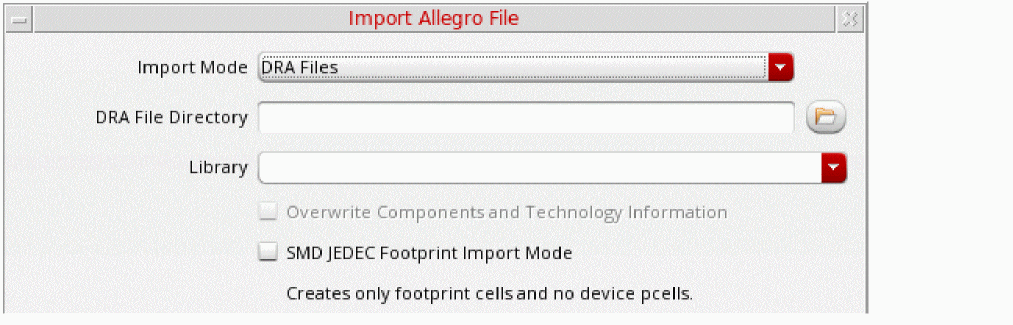 Import Allegro File
Import Mode DRA Files
DRA File Directory
Library
Overwrite Components and Technology Information
SMD JEDEC Footprint Import Mode
Creates only footprint cells and no device pcells.